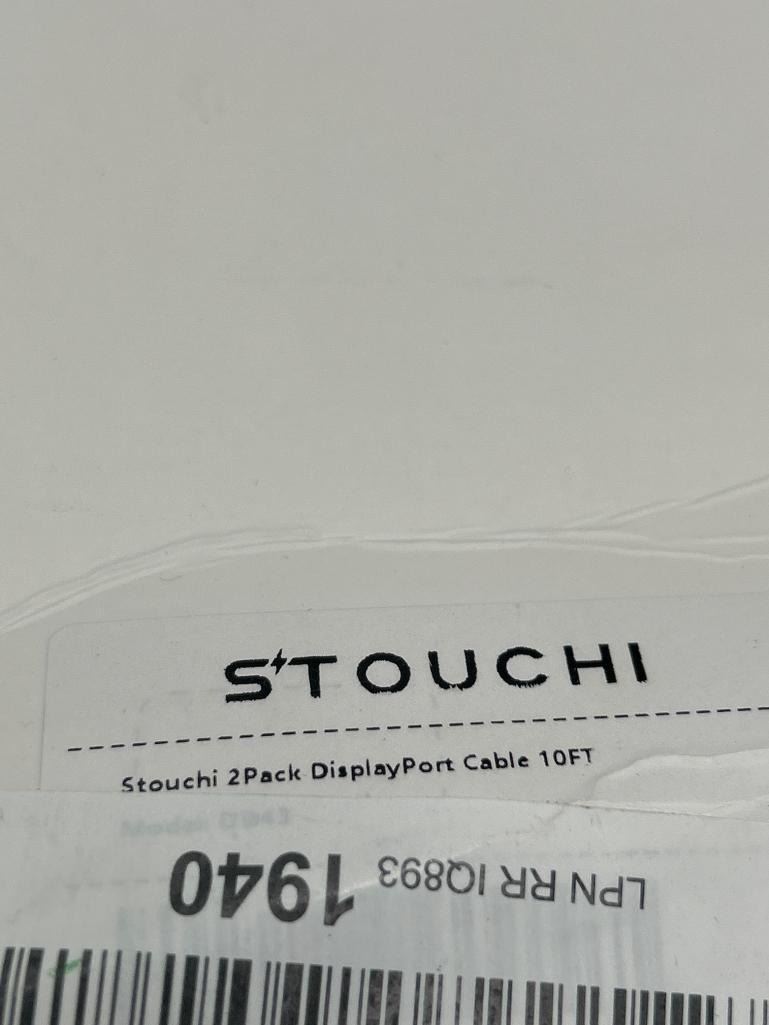 STOUCHI
Stouchi 2Pack DisplayPort Cable 10FT
LPN RR IQ893 1940